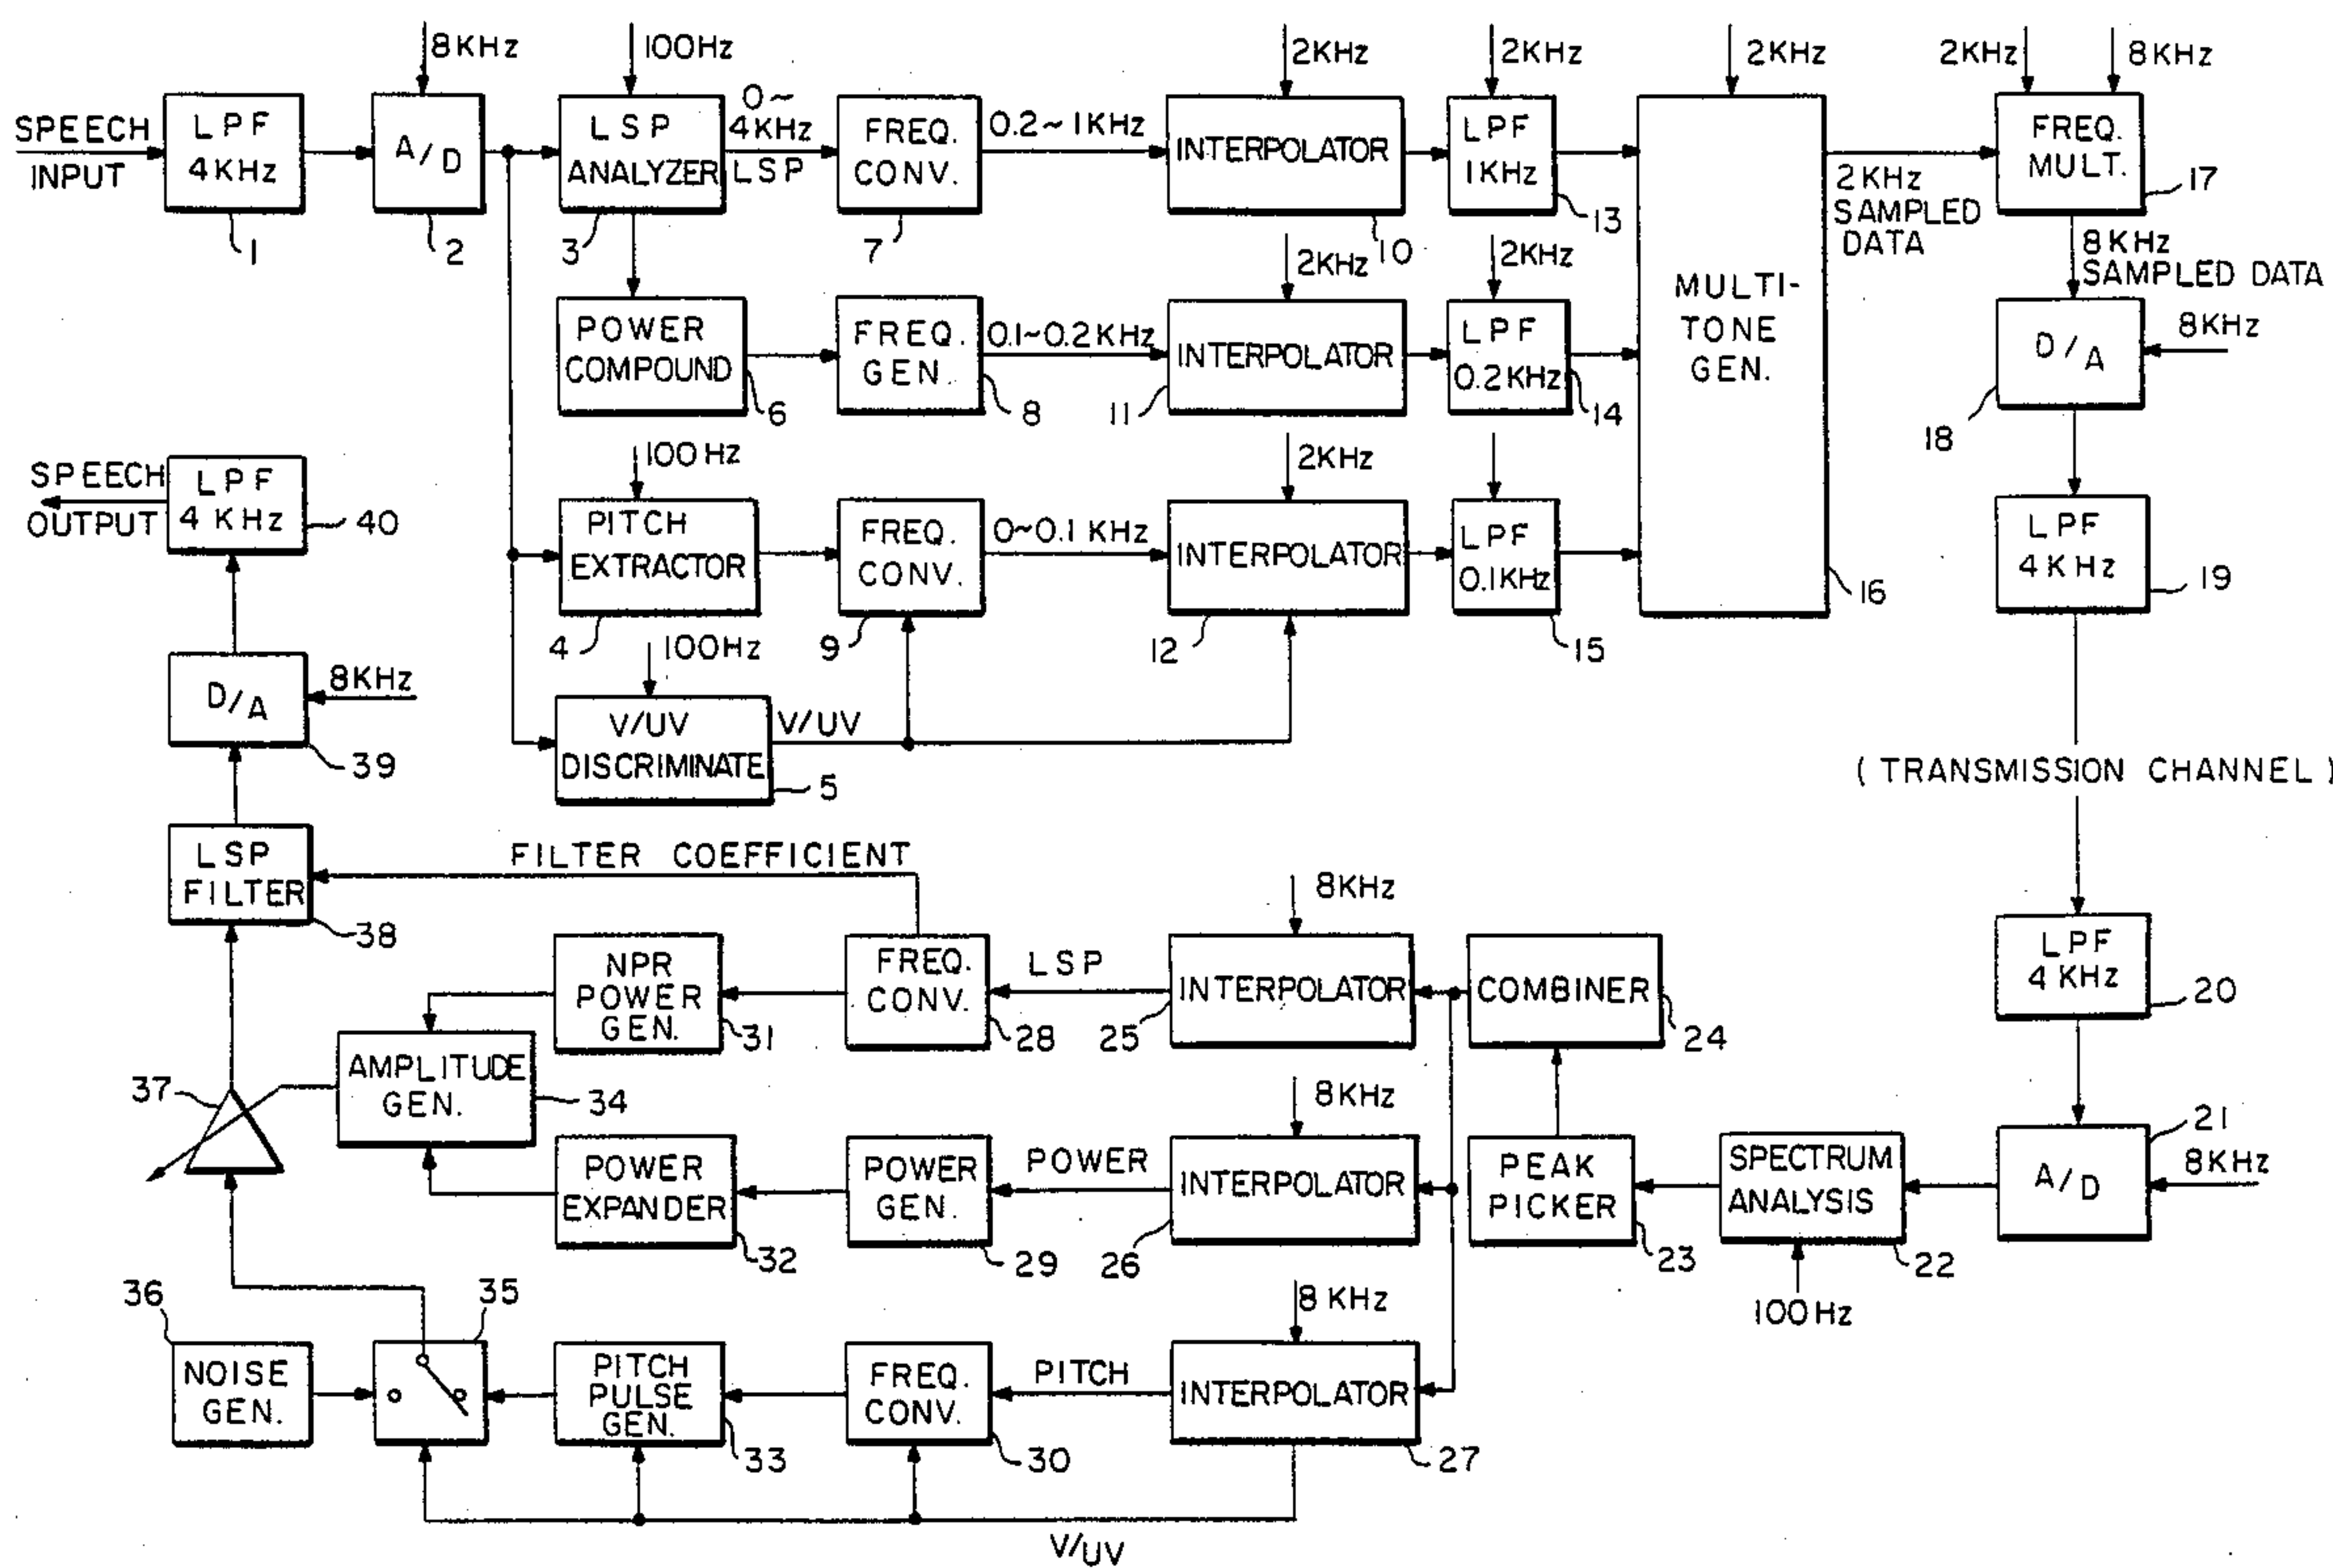 8KHz
100Hz
2KHz
2KHz
2KHz
2KHz
8KHz
SPEECH
INPUT
LPF
4KHz
1
A/D
2
LSP
ANALYZER
3
0~
4KHz
LSP
FREQ.
CONV.
7
0.2~1KHz
INTERPOLATOR
10
LPF
1KHz
13
MULTI-
TONE
GEN.
16
2KHz
SAMPLED
DATA
FREQ.
MULT.
17
8KHz
SAMPLED DATA
POWER
COMPOUND
6
FREQ.
GEN.
8
0.1~0.2KHz
2KHz
INTERPOLATOR
11
2KHz
LPF
0.2KHz
14
D/A
18
8KHz
SPEECH
OUTPUT
LPF
4 KHz
40
100Hz
PITCH
EXTRACTOR
4
FREQ.
CONV.
9
0~0.1 KHz
2KHz
INTERPOLATOR
12
LPF
0.1KHz
15
LPF
4KHz
19
D/A
39
8KHz
100Hz
V/UV
DISCRIMINATE
5
V/UV
(TRANSMISSION CHANNEL)
LSP
FILTER
38
FILTER COEFFICIENT
NPR
POWER
GEN.
31
FREQ.
CONV.
28
LSP
8KHz
INTERPOLATOR
25
COMBINER
24
LPF
4 KHz
20
37
AMPLITUDE
GEN.
34
POWER
EXPANDER
32
POWER
GEN.
29
POWER
8KHz
INTERPOLATOR
26
PEAK
PICKER
23
SPECTRUM
ANALYSIS
22
100Hz
A/D
21
8KHz
36
NOISE
GEN.
35
PITCH
PULSE
GEN.
33
FREQ.
CONV.
30
PITCH
8 KHz
INTERPOLATOR
27
V/UV